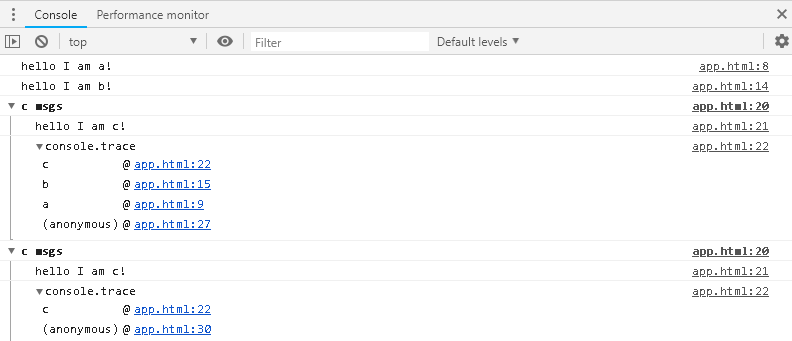 Console Performance monitor
top Filter Default levels
hello I am a! app.html:8
hello I am b! app.html:14
c msgs app.html:20
hello I am c! app.html:21
console.trace app.html:22
c @ app.html:22
b @ app.html:15
a @ app.html:9
(anonymous) @ app.html:27
c msgs app.html:20
hello I am c! app.html:21
console.trace app.html:22
c @ app.html:22
(anonymous) @ app.html:30